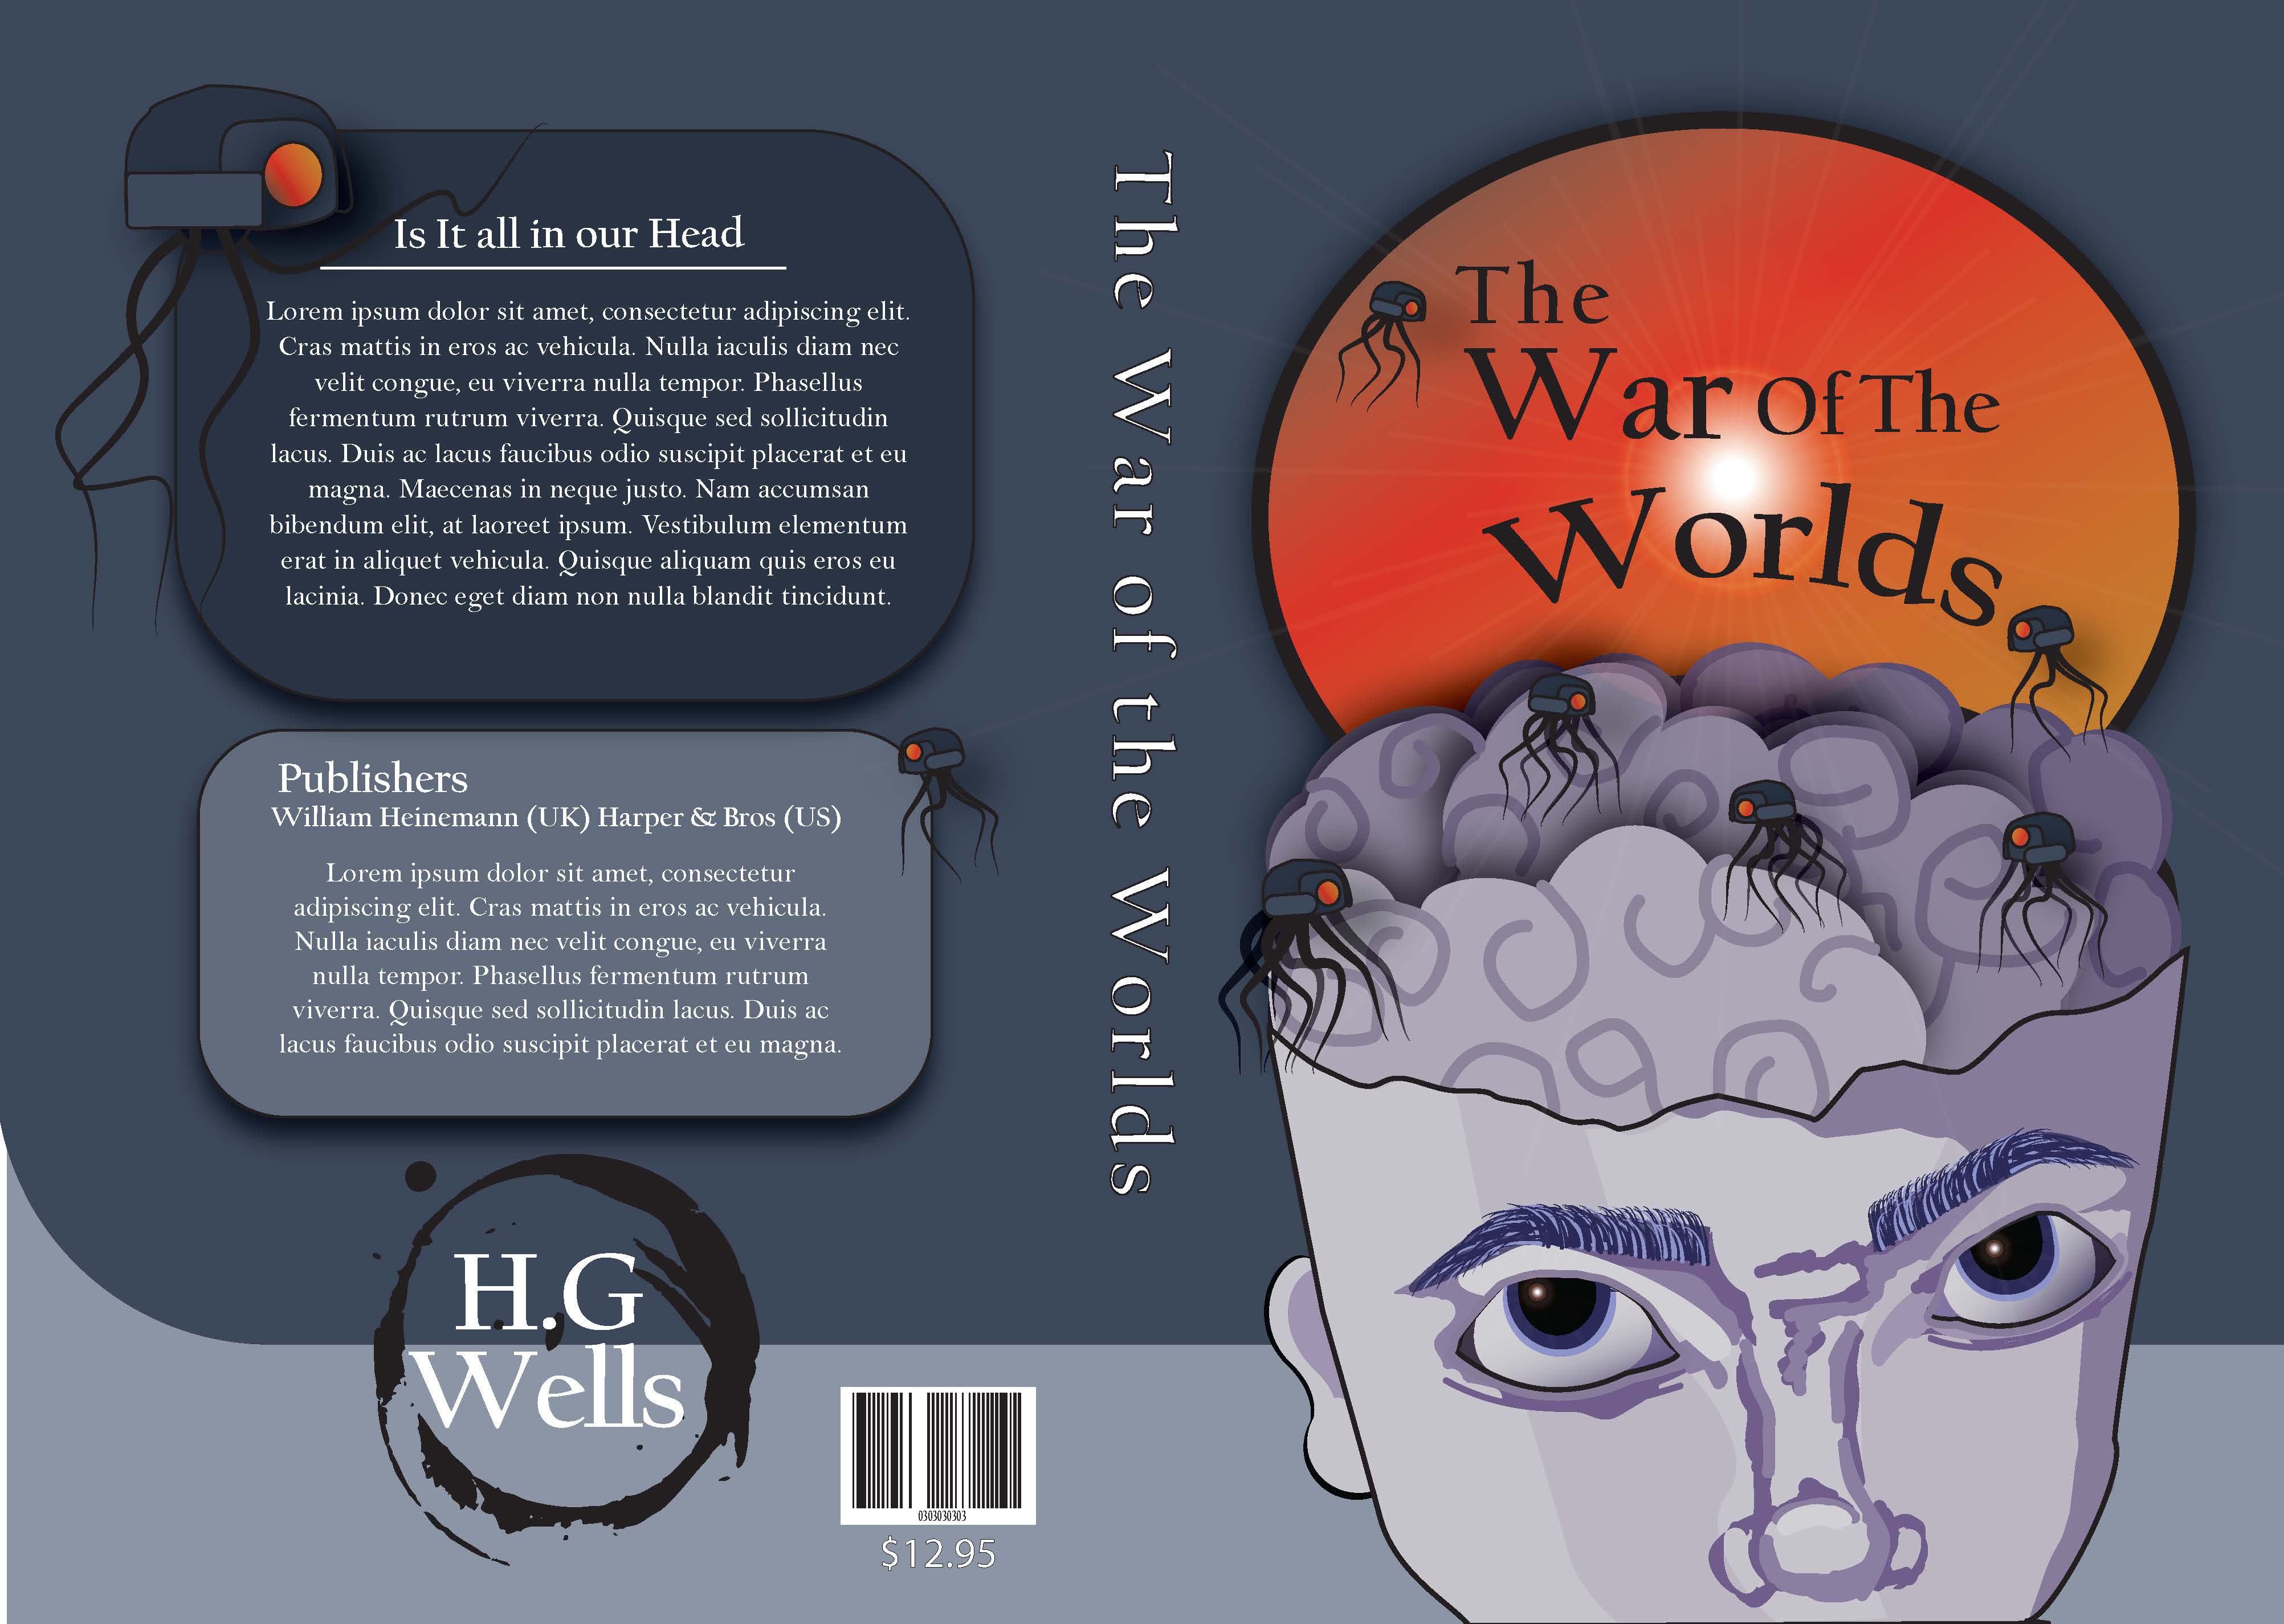 Is It all in our Head
Lorem ipsum dolor sit amet, consectetur adipiscing elit.
Cras mattis in eros ac vehicula. Nulla iaculis diam nec
velit congue, eu viverra nulla tempor. Phasellus
fermentum rutrum viverra. Quisque sed sollicitudin
lacus. Duis ac lacus faucibus odio suscipit placerat et eu
magna. Maecenas in neque justo. Nam accumsan
bibendum elit, at laoreet ipsum. Vestibulum elementum
erat in aliquet vehicula. Quisque aliquam quis eros eu
lacinia. Donec eget diam non nulla blandit tincidunt.
Publishers
William Heinemann (UK) Harper & Bros (US)
Lorem ipsum dolor sit amet, consectetur
adipiscing elit. Cras mattis in eros ac vehicula.
Nulla iaculis diam nec velit congue, eu viverra
nulla tempor. Phasellus fermentum rutrum
viverra. Quisque sed sollicitudin lacus. Duis ac
lacus faucibus odio suscipit placerat et eu magna.
H.G
Wells
0303030303
$12.95
The War of the Worlds
The
War Of The
Worlds